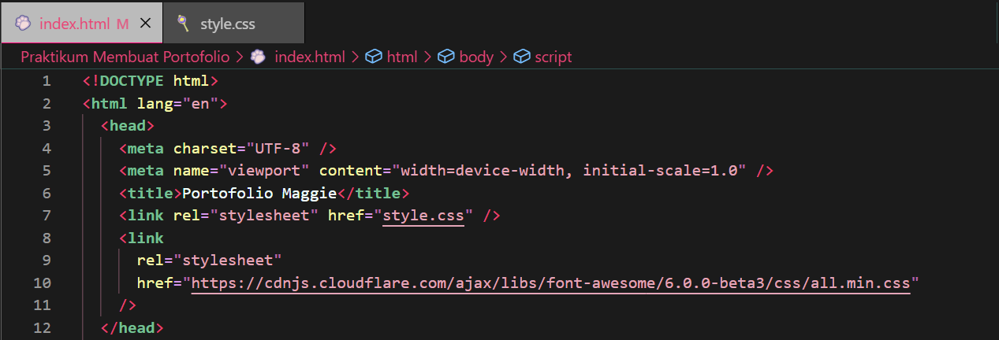 index.html M ×
style.css
Praktikum Membuat Portofolio > index.html > html > body > script
1 <!DOCTYPE html>
2 <html lang="en">
3 <head>
4 <meta charset="UTF-8" />
5 <meta name="viewport" content="width=device-width, initial-scale=1.0" />
6 <title>Portofolio Maggie</title>
7 <link rel="stylesheet" href="style.css" />
8 <link
9 rel="stylesheet"
10 href="https://cdnjs.cloudflare.com/ajax/libs/font-awesome/6.0.0-beta3/css/all.min.css"
11 />
12 </head>